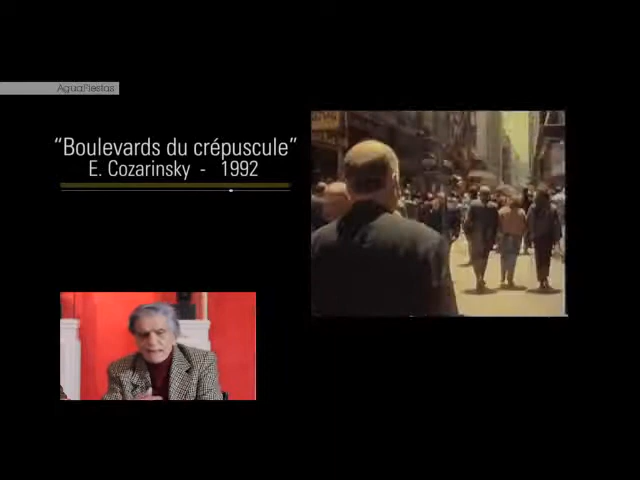 AguaFiestas
“Boulevards du crépuscule”
E. Cozarinsky - 1992